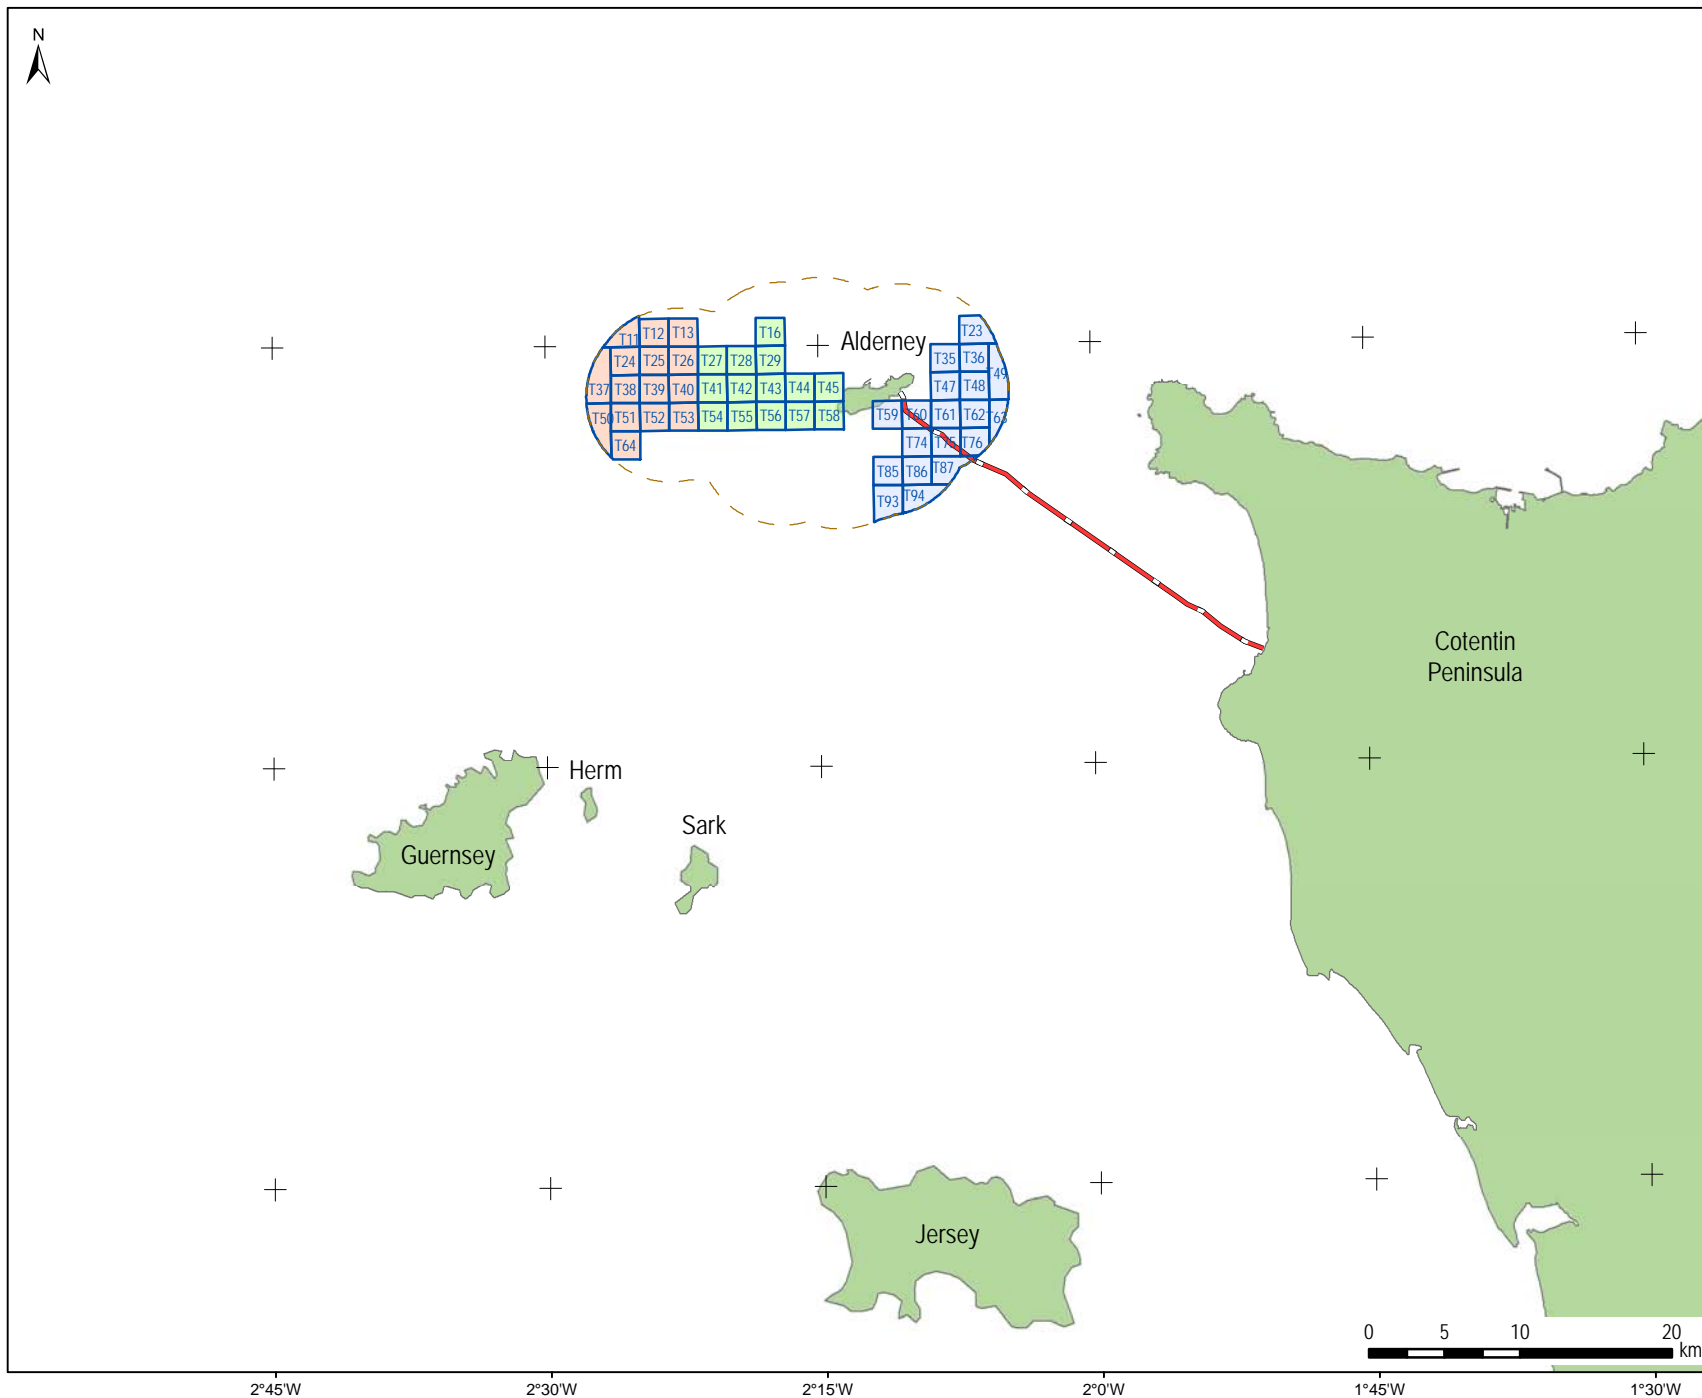 N
Alderney
T11 T12 T13 T16 T23
T24 T25 T26 T27 T28 T29 T35 T36
T37 T38 T39 T40 T41 T42 T43 T44 T45 T47 T48 T49
T50 T51 T52 T53 T54 T55 T56 T57 T58 T59 T60 T61 T62 T63
T64 T74 T75 T76
T85 T86 T87
T93 T94
Cotentin
Peninsula
Herm
Sark
Guernsey
Jersey
0 5 10 20
km
2°45'W 2°30'W 2°15'W 2°0'W 1°45'W 1°30'W